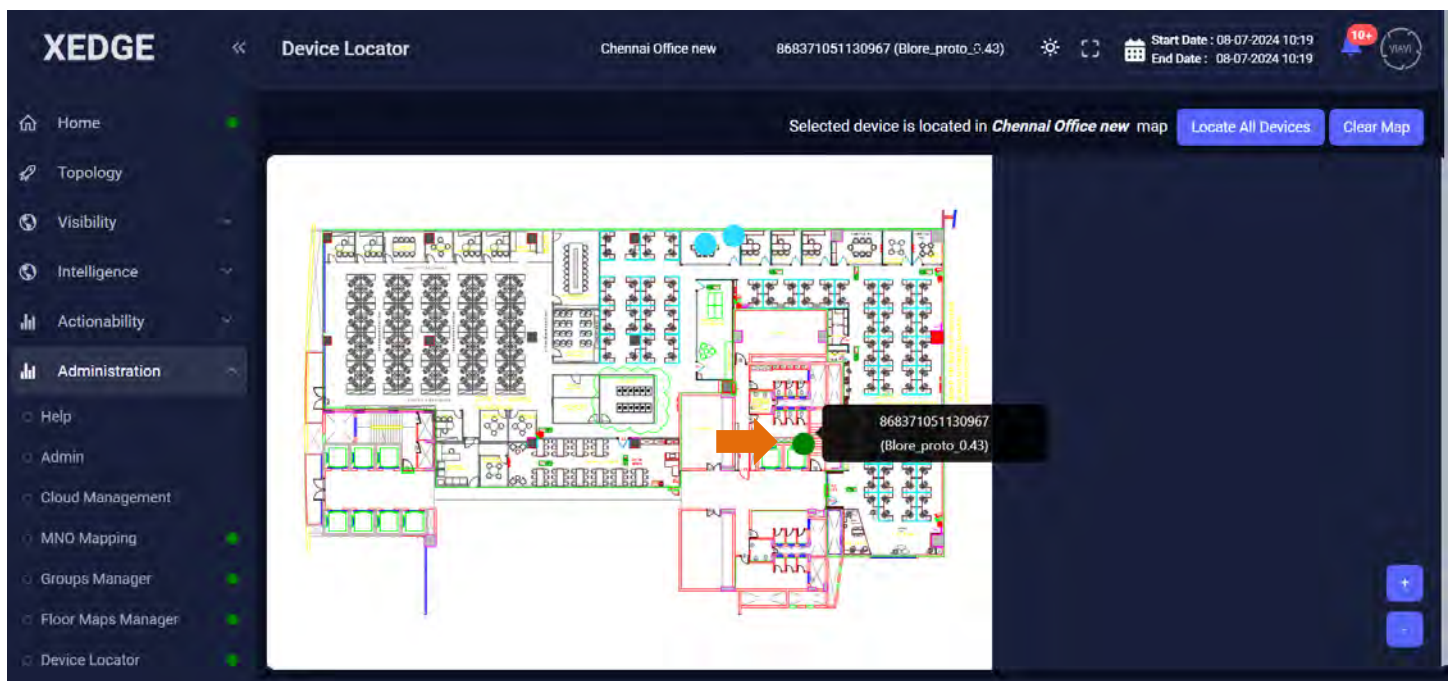 XEDGE
«
Device Locator
Chennai Office new
868371051130967 (Blore_proto_0.43)
Start Date : 08-07-2024 10:19
End Date : 08-07-2024 10:19
10+
VIAVI
Selected device is located in Chennai Office new map
Locate All Devices
Clear Map
Home
Topology
Visibility
Intelligence
Actionability
Administration
Help
Admin
Cloud Management
MNO Mapping
Groups Manager
Floor Maps Manager
Device Locator
868371051130967
(Blore_proto_0.43)
+
-